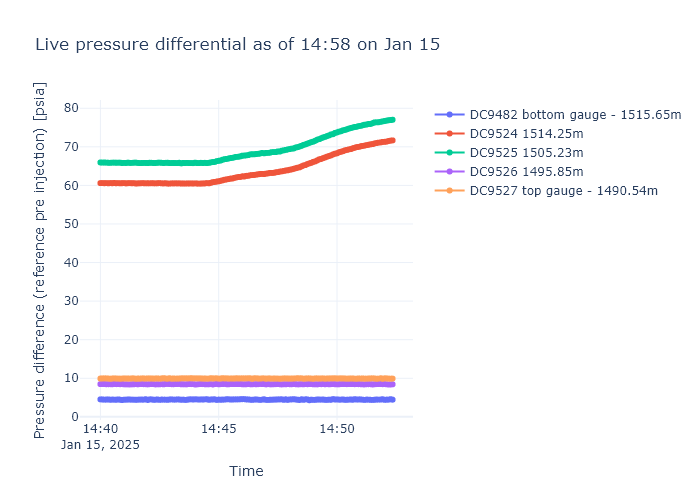 Live pressure differential as of 14:58 on Jan 15
Pressure difference (reference pre injection) [psia]
80
70
60
50
40
30
20
10
0
14:40
Jan 15, 2025
14:45
14:50
Time
DC9482 bottom gauge - 1515.65m
DC9524 1514.25m
DC9525 1505.23m
DC9526 1495.85m
DC9527 top gauge - 1490.54m